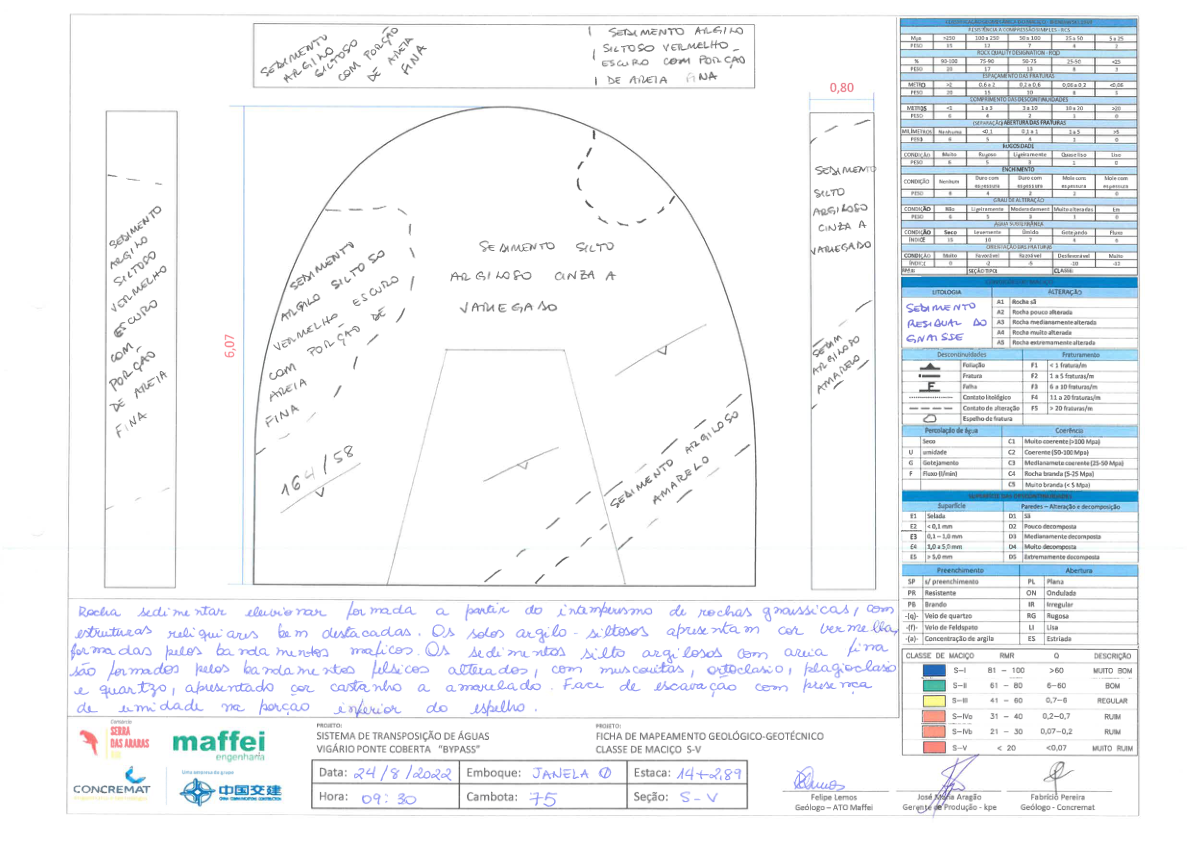 SEDIMENTO
ARGILO
SILTOSO
COM PORÇÃO
DE AREIA
FINA
SEDIMENTO ARGILO
SILTOSO VERMELHO
ESCURO COM PORÇÃO
DE AREIA FINA
0,80
6,07
SEDIMENTO
ARGILO
SILTOSO
VERMELHO
ESCURO
COM
PORÇÃO
DE AREIA
FINA
SEDIMENTO
ARGILO SILTOSO
VERMELHO ESCURO
COM PORÇÃO DE
AREIA
FINA
164/58
SEDIMENTO SILTO
ARGILOSO CINZA A
VARIEGADO
SEDIMENTO ARGILOSO
AMARELO
SEDIMENTO
SILTO
ARGILOSO
CINZA A
VARIEGADO
SEDIM
ARGILOSO
AMARELO
RESISTÊNCIA A COMPRESSÃO SIMPLES - RCS
Mpa >250 100 a 250 50 a 100 25 a 50 5 a 25
PESO 15 12 7 4 2
ROCK QUALITY DESIGNATION - RQD
% 90-100 75-90 50-75 25-50 <25
PESO 20 17 13 8 3
ESPAÇAMENTO DAS FRATURAS
METRO >2 0,6 a 2 0,2 a 0,6 0,06 a 0,2 <0,06
PESO 20 15 10 8 5
COMPRIMENTO DAS DESCONTINUIDADES
METROS <1 1 a 3 3 a 10 10 a 20 >20
PESO 6 4 2 1 0
(SEPARAÇÃO) ABERTURA DAS FRATURAS
MILÍMETROS Nenhuma <0,1 0,1 a 1 1 a 5 >5
PESO 6 5 4 1 0
RUGOSIDADE
CONDIÇÃO Muito Rugoso Ligeiramente Quase liso Liso
PESO 6 5 3 1 0
ENCHIMENTO
CONDIÇÃO Nenhum Duro com espessura Duro com espessura Mole com espessura Mole com espessura
PESO 6 4 2 2 0
GRAU DE ALTERAÇÃO
CONDIÇÃO Não Ligeiramente Moderadament Muito alteradas Em
PESO 6 5 3 1 0
ÁGUA SUBTERRÂNEA
CONDIÇÃO Seco Levemente Úmido Gotejando Fluxo
ÍNDICE 15 10 7 4 0
ORIENTAÇÃO DAS FRATURAS
CONDIÇÃO Muito Favorável Razoável Desfavorável Muito
ÍNDICE 0 -2 -5 -10 -12
SEÇÃO TIPO: CLASSE:
LITOLOGIA ALTERAÇÃO
SEDIMENTO
RESIDUAL DO
GNAISSE
A1 Rocha sã
A2 Rocha pouco alterada
A3 Rocha medianamente alterada
A4 Rocha muito alterada
A5 Rocha extremamente alterada
Descontinuidades Faturamento
Foliação F1 < 1 fratura/m
Fratura F2 1 a 5 fraturas/m
F Falha F3 6 a 10 fraturas/m
Contato litológico F4 11 a 20 fraturas/m
Contato de alteração F5 > 20 fraturas/m
Espelho de fratura
Percolação de água Coerência
Seco C1 Muito coerente (>100 Mpa)
U umidade C2 Coerente (50-100 Mpa)
G Gotejamento C3 Medianamete coerente (25-50 Mpa)
F Fluxo (l/min) C4 Rocha branda (5-25 Mpa)
C5 Muito branda (< 5 Mpa)
Superfície Paredes – Alteração e decomposição
E1 Selada D1 Sã
E2 < 0,1 mm D2 Pouco decomposta
E3 0,1 – 1,0 mm D3 Medianamente decomposta
E4 1,0 a 5,0 mm D4 Muito decomposta
E5 > 5,0 mm D5 Extremamente decomposta
Preenchimento Abertura
SP s/ preenchimento PL Plana
PR Resistente ON Ondulada
PB Brando IR Irregular
-(q)- Veio de quartzo RG Rugosa
-(f)- Veio de Feldspato LI Lisa
-(a)- Concentração de argila ES Estriada
CLASSE DE MACIÇO RMR Q DESCRIÇÃO
S-I 81 - 100 >60 MUITO BOM
S-II 61 - 80 6-60 BOM
S-III 41 - 60 0,7-6 REGULAR
S-IVa 31 - 40 0,2-0,7 RUIM
S-IVb 21 - 30 0,07-0,2 RUIM
S-V < 20 <0,07 MUITO RUIM
Rocha sedimentar eluvionar formada a partir do intemperismo de rochas gnaissicas, com
estruturas reliquiares bem destacadas. Os solos argilo-siltosos apresentam cor vermelha,
formadas pelos bandamentos maficos. Os sedimentos silto argilosos com areia fina
são formados pelos bandamentos felsicos alterados, com muscovitas, ortoclasio, plagioclasio
e quartzo, apresentado cor castanho a amarelado. Face de escavação com presença
de umidade na porção inferior do espelho.
Consórcio
SERRA
DAS ARARAS
maffei
engenharia
CONCREMAT
Uma empresa do grupo
中国交建
PROJETO:
SISTEMA DE TRANSPOSIÇÃO DE ÁGUAS
VIGÁRIO PONTE COBERTA "BYPASS"
PROJETO:
FICHA DE MAPEAMENTO GEOLÓGICO-GEOTÉCNICO
CLASSE DE MACIÇO S-V
Data: 24/8/2022 Emboque: JANELA 0 Estaca: 14+2,89
Hora: 09:30 Cambota: 75 Seção: S-V
Felipe Lemos
Geólogo – ATO Maffei
José Maria Aragão
Gerente de Produção - kpe
Fabrício Pereira
Geólogo - Concremat